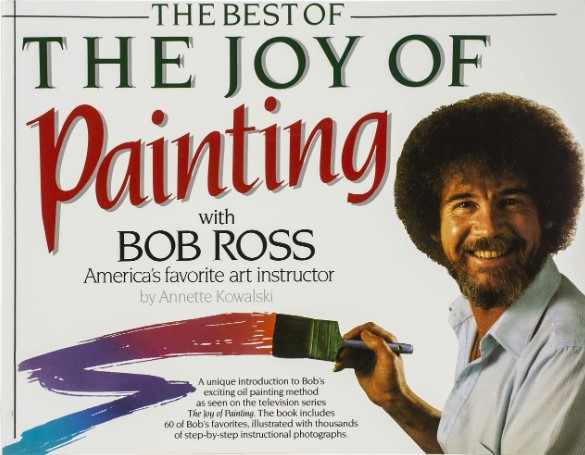 THE BEST OF
THE JOY OF
Painting
with
BOB ROSS
America's favorite art instructor
by Annette Kowalski
A unique introduction to Bob's
exciting oil painting method
as seen on the television series
The Joy of Painting. The book includes
60 of Bob's favorites, illustrated with thousands
of step-by-step instructional photographs.